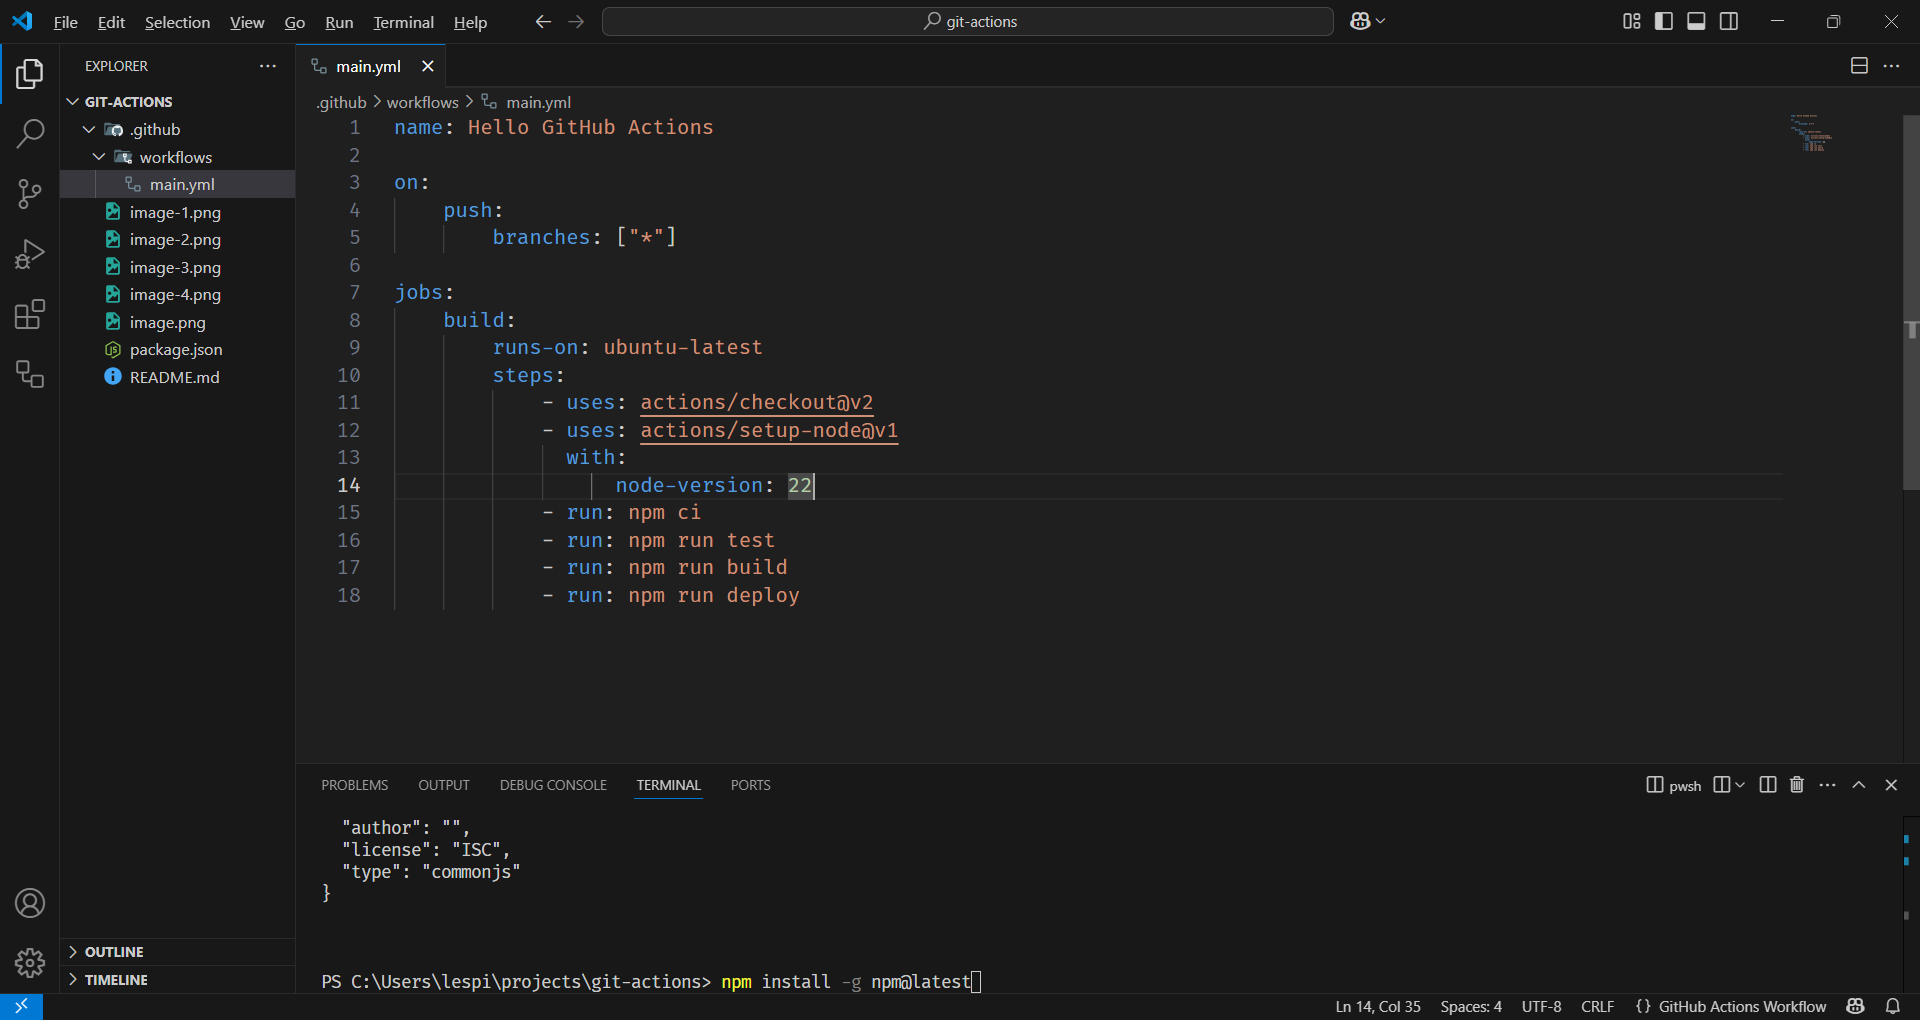 File Edit Selection View Go Run Terminal Help
git-actions
EXPLORER
GIT-ACTIONS
.github
workflows
main.yml
image-1.png
image-2.png
image-3.png
image-4.png
image.png
package.json
README.md
OUTLINE
TIMELINE
main.yml
.github > workflows > main.yml
1 name: Hello GitHub Actions
2
3 on:
4 push:
5 branches: ["*"]
6
7 jobs:
8 build:
9 runs-on: ubuntu-latest
10 steps:
11 - uses: actions/checkout@v2
12 - uses: actions/setup-node@v1
13 with:
14 node-version: 22
15 - run: npm ci
16 - run: npm run test
17 - run: npm run build
18 - run: npm run deploy
PROBLEMS OUTPUT DEBUG CONSOLE TERMINAL PORTS
pwsh
"author": "",
"license": "ISC",
"type": "commonjs"
}
PS C:\Users\lespi\projects\git-actions> npm install -g npm@latest
Ln 14, Col 35 Spaces: 4 UTF-8 CRLF {} GitHub Actions Workflow